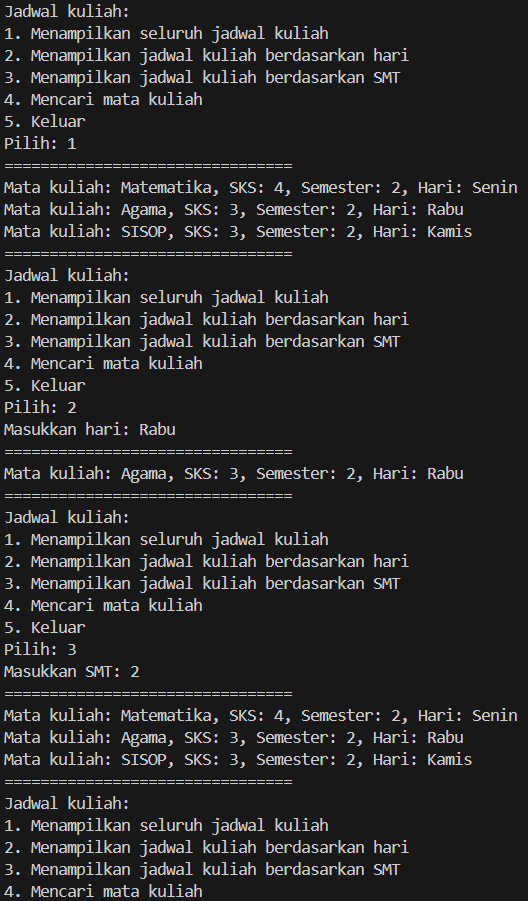 Jadwal kuliah:
1. Menampilkan seluruh jadwal kuliah
2. Menampilkan jadwal kuliah berdasarkan hari
3. Menampilkan jadwal kuliah berdasarkan SMT
4. Mencari mata kuliah
5. Keluar
Pilih: 1
================================
Mata kuliah: Matematika, SKS: 4, Semester: 2, Hari: Senin
Mata kuliah: Agama, SKS: 3, Semester: 2, Hari: Rabu
Mata kuliah: SISOP, SKS: 3, Semester: 2, Hari: Kamis
================================
Jadwal kuliah:
1. Menampilkan seluruh jadwal kuliah
2. Menampilkan jadwal kuliah berdasarkan hari
3. Menampilkan jadwal kuliah berdasarkan SMT
4. Mencari mata kuliah
5. Keluar
Pilih: 2
Masukkan hari: Rabu
================================
Mata kuliah: Agama, SKS: 3, Semester: 2, Hari: Rabu
================================
Jadwal kuliah:
1. Menampilkan seluruh jadwal kuliah
2. Menampilkan jadwal kuliah berdasarkan hari
3. Menampilkan jadwal kuliah berdasarkan SMT
4. Mencari mata kuliah
5. Keluar
Pilih: 3
Masukkan SMT: 2
================================
Mata kuliah: Matematika, SKS: 4, Semester: 2, Hari: Senin
Mata kuliah: Agama, SKS: 3, Semester: 2, Hari: Rabu
Mata kuliah: SISOP, SKS: 3, Semester: 2, Hari: Kamis
================================
Jadwal kuliah:
1. Menampilkan seluruh jadwal kuliah
2. Menampilkan jadwal kuliah berdasarkan hari
3. Menampilkan jadwal kuliah berdasarkan SMT
4. Mencari mata kuliah